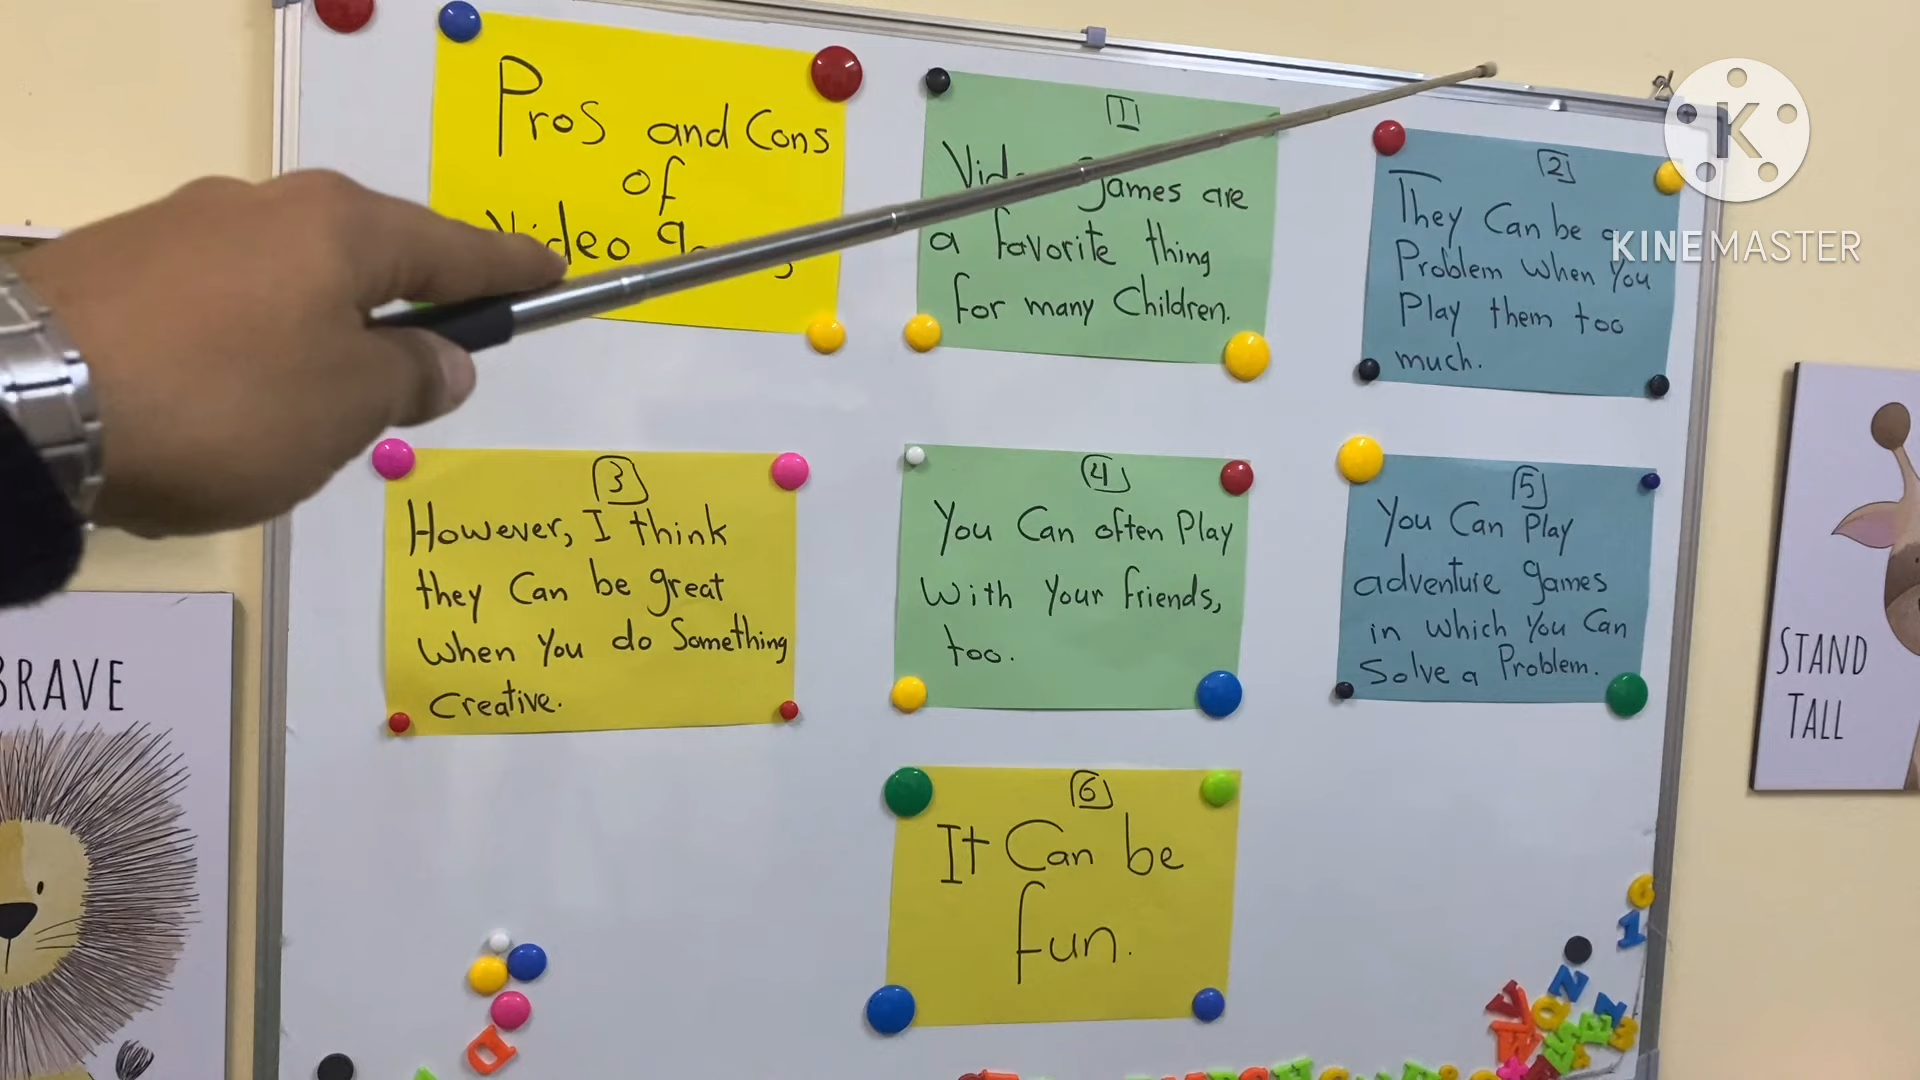 Pros and Cons
of
Video
1
Games are
a favorite thing
for many Children.
2
They Can be a
Problem when You
Play them too
much.
3
However, I think
they Can be great
when You do Something
Creative.
4
You Can often Play
with Your friends,
too.
5
You Can Play
adventure games
in which You Can
Solve a Problem.
6
It Can be
fun.
BRAVE
STAND
TALL
K
KINEMASTER